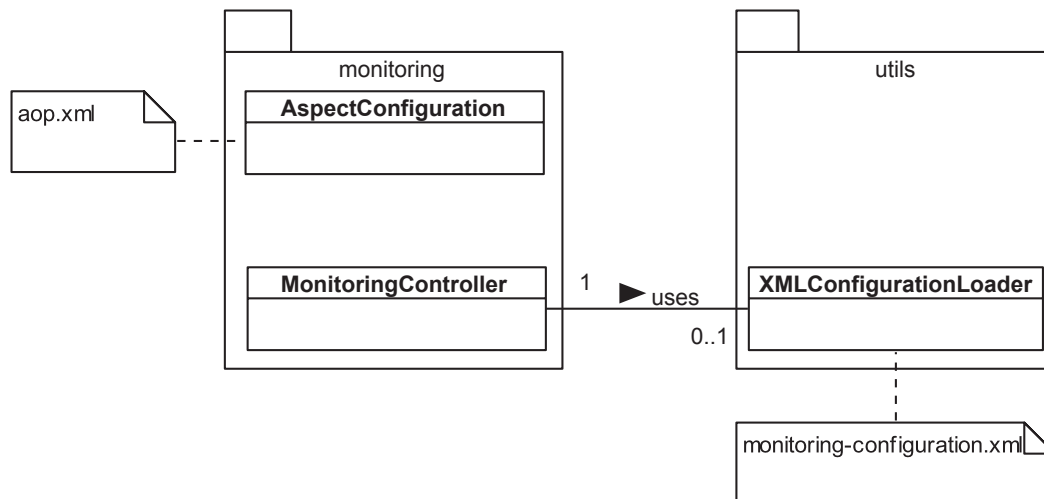 monitoring
utils
aop.xml
AspectConfiguration
MonitoringController
1
uses
0..1
XMLConfigurationLoader
monitoring-configuration.xml